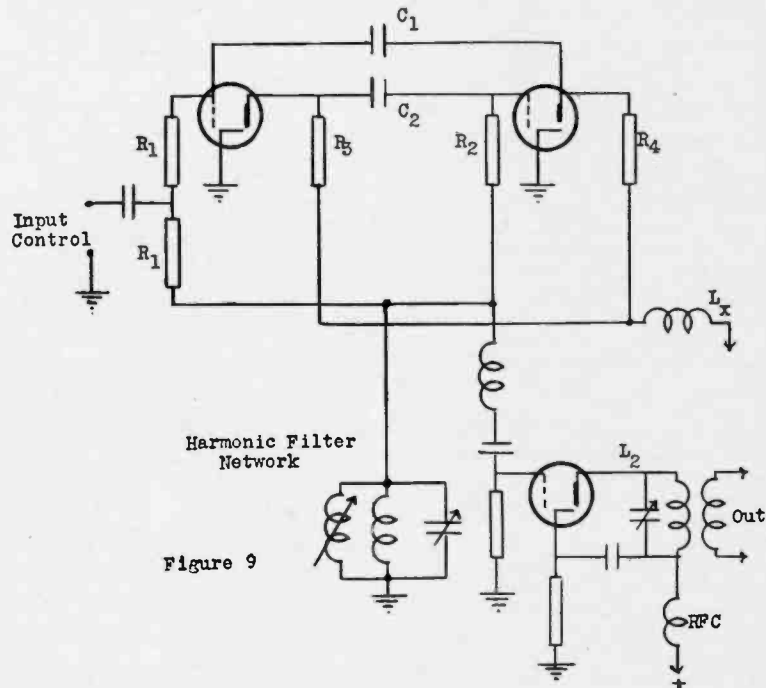 C1
C2
R1
R3
R2
R4
Input
Control
R1
Lx
Harmonic Filter
Network
L2
Out
Figure 9
RFC
+